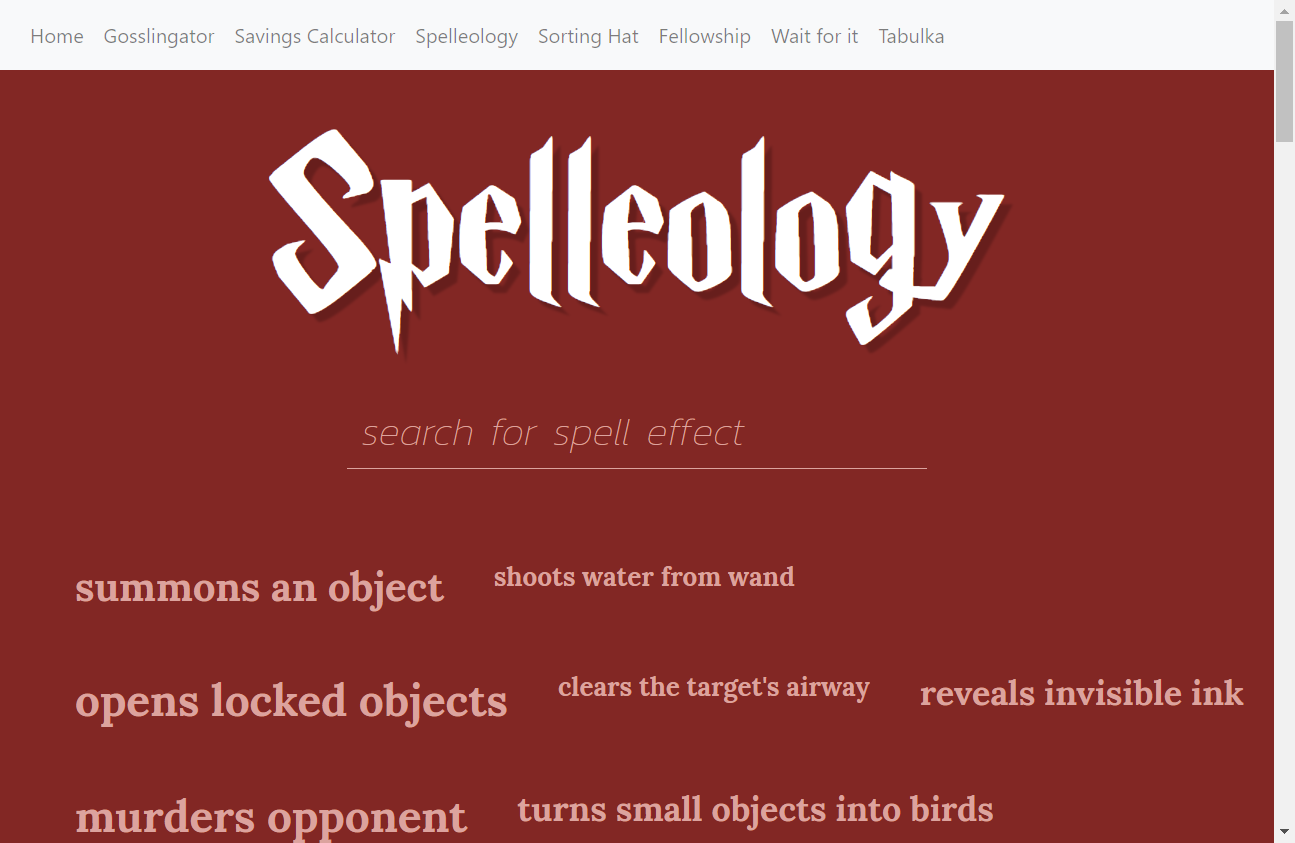 Home Gosslingator Savings Calculator Spelleology Sorting Hat Fellowship Wait for it Tabulka
Spelleology
search for spell effect
summons an object shoots water from wand
opens locked objects clears the target's airway reveals invisible ink
murders opponent turns small objects into birds